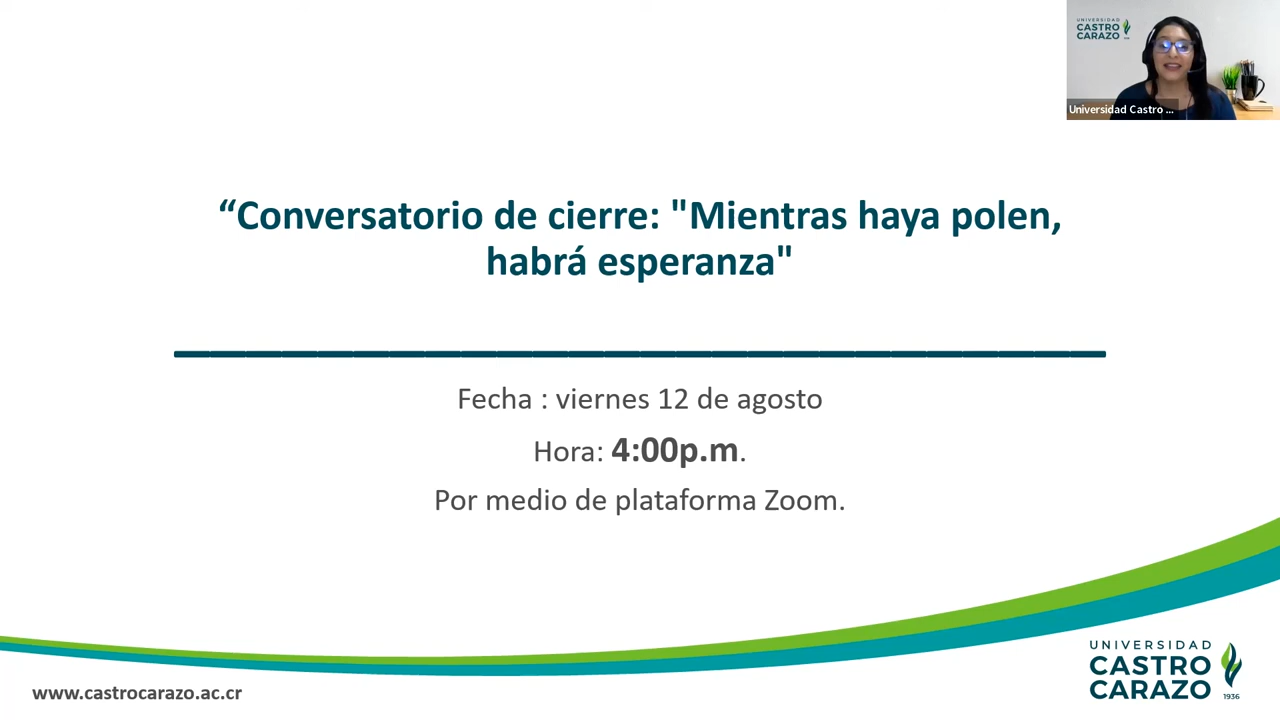 UNIVERSIDAD
CASTRO
CARAZO
Universidad Castro ...
“Conversatorio de cierre: "Mientras haya polen,
habrá esperanza"
Fecha : viernes 12 de agosto
Hora: 4:00p.m.
Por medio de plataforma Zoom.
www.castrocarazo.ac.cr
UNIVERSIDAD
CASTRO
CARAZO
1936